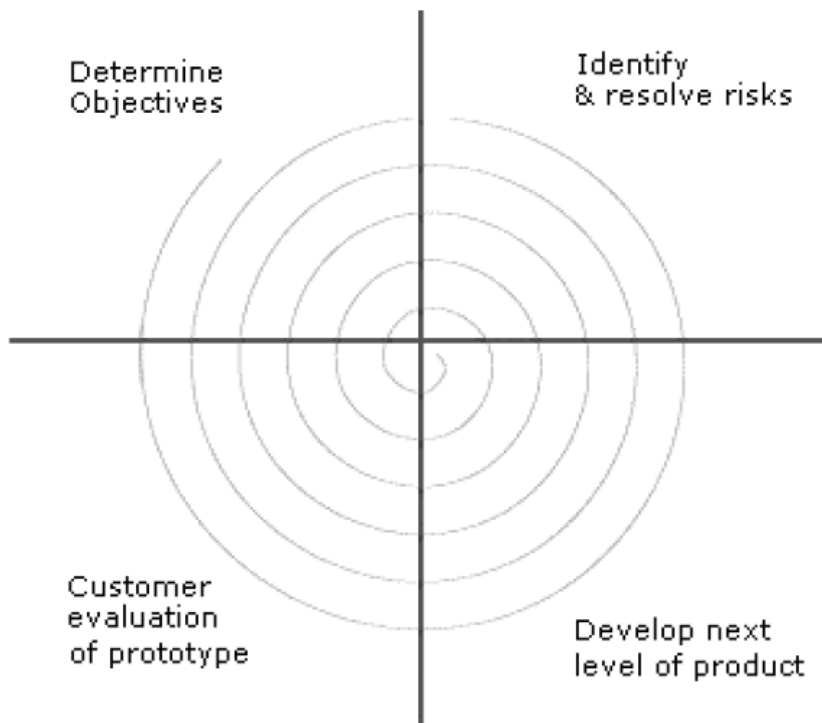 Determine
Objectives
Identify
& resolve risks
Customer
evaluation
of prototype
Develop next
level of product